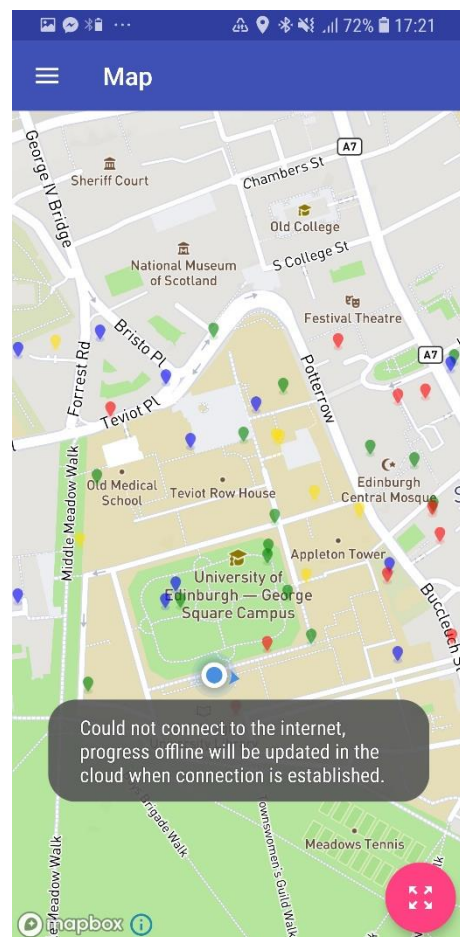 72% 17:21
Map
George IV Bridge
Sheriff Court
Chambers St
A7
Old College
National Museum
of Scotland
S College St
Festival Theatre
Bristo Pl
Forrest Rd
Potterrow
A7
Teviot Pl
Old Medical
School
Teviot Row House
Edinburgh
Central Mosque
Middle Meadow Walk
Appleton Tower
University of
Edinburgh — George
Square Campus
Buccleuch St
Could not connect to the internet,
progress offline will be updated in the
cloud when connection is established.
Brigade Walk
Townswomen's Guild Walk
Meadows Tennis
Meadow Walk
mapbox